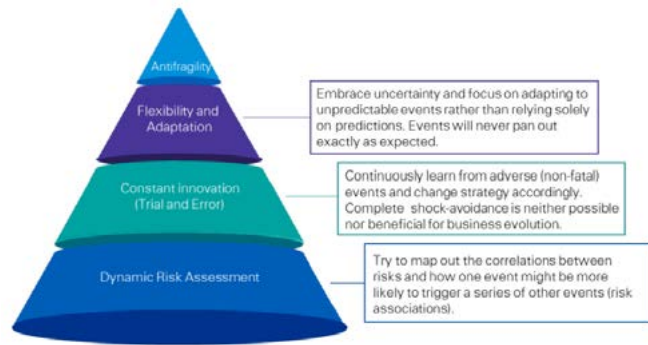 Antifragility
Flexibility and
Adaptation
Embrace uncertainty and focus on adapting to
unpredictable events rather than relying solely
on predictions. Events will never pan out
exactly as expected.
Constant innovation
(Trial and Error)
Continuously learn from adverse (non-fatal)
events and change strategy accordingly.
Complete shock-avoidance is neither possible
nor beneficial for business evolution.
Dynamic Risk Assessment
Try to map out the correlations between
risks and how one event might be more
likely to trigger a series of other events (risk
associations).